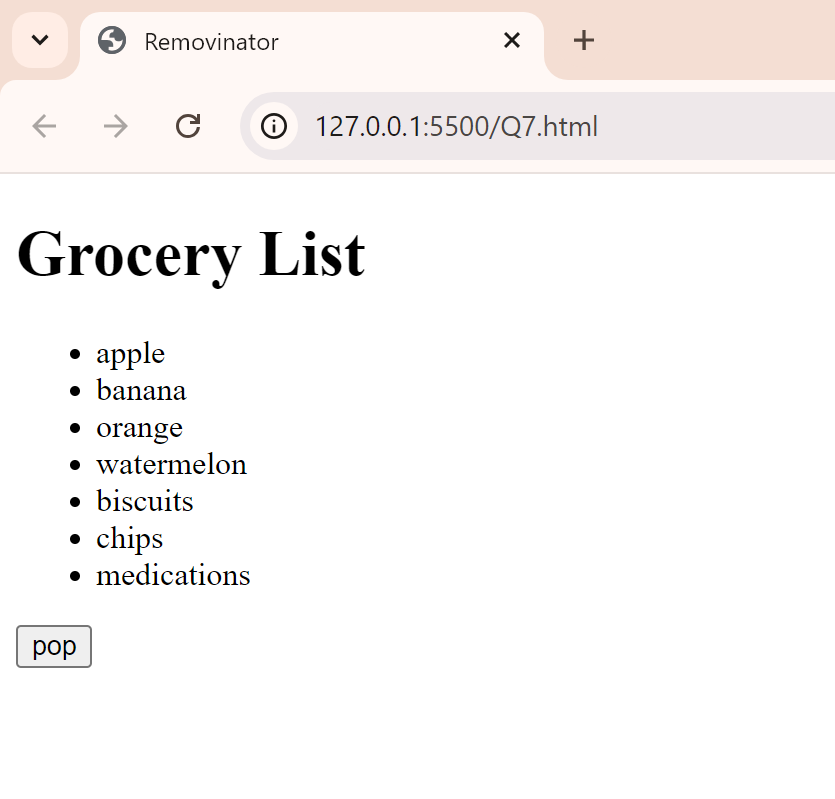 Removinator
127.0.0.1:5500/Q7.html
Grocery List
apple
banana
orange
watermelon
biscuits
chips
medications
pop